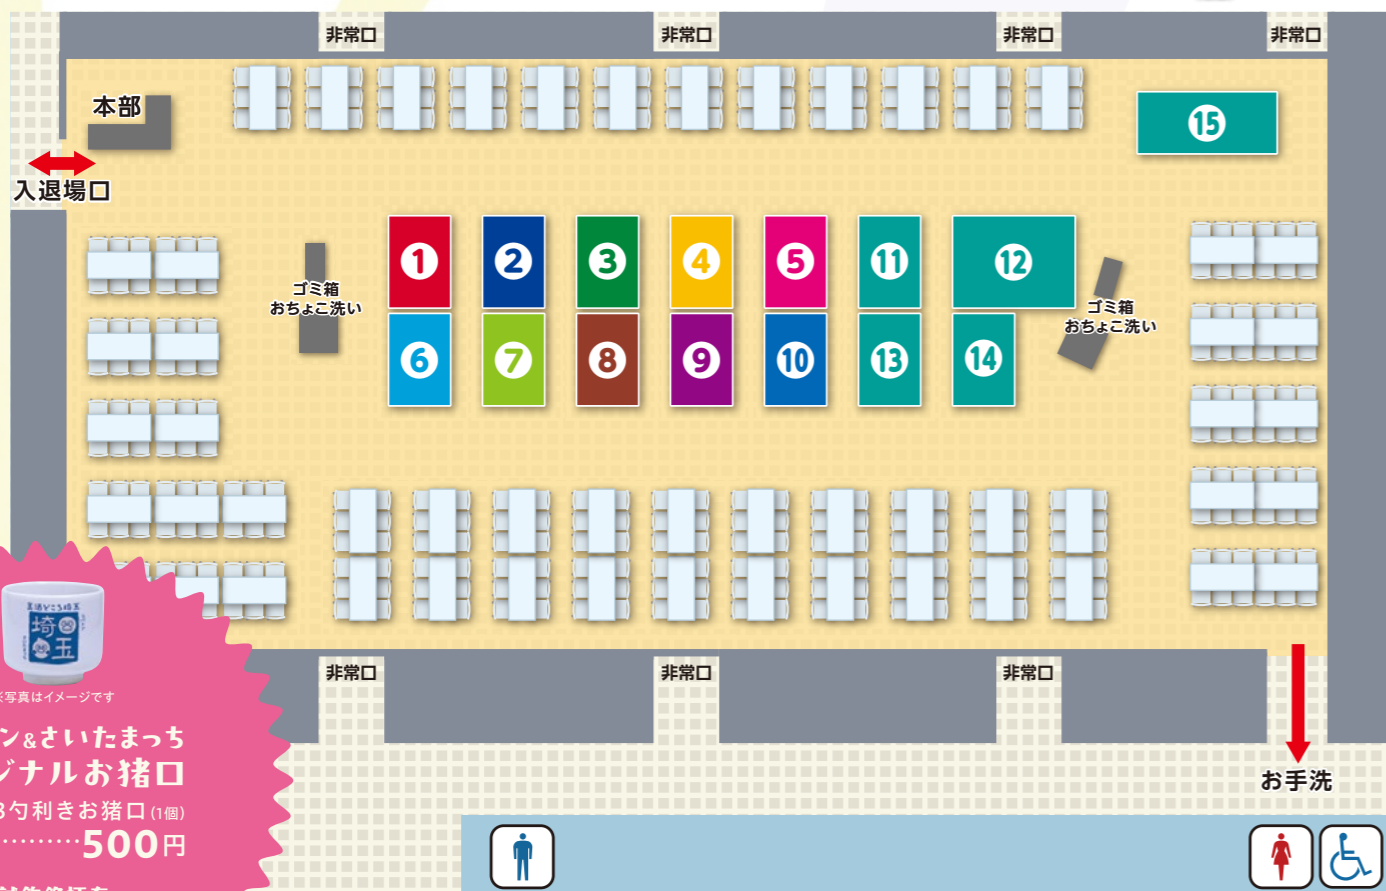 非常口
非常口
非常口
非常口
本部
入退場口
15
1
2
3
4
5
11
12
ゴミ箱
おちょこ洗い
ゴミ箱
おちょこ洗い
6
7
8
9
10
13
14
非常口
非常口
非常口
お手洗
埼
玉
※写真はイメージです
ン&さいたまっち
ジナルお猪口
勺利きお猪口(1個)
………500円